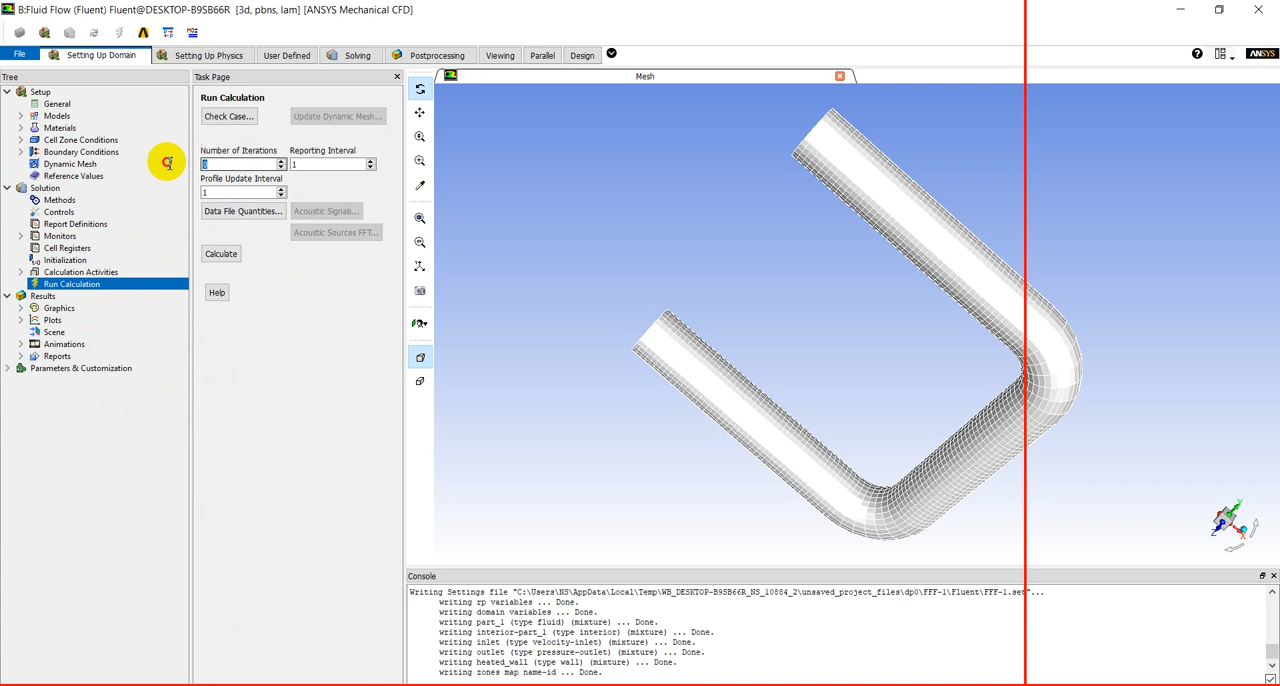 B:Fluid Flow (Fluent) Fluent@DESKTOP-B9SB66R [3d, pbns, lam] [ANSYS Mechanical CFD]
File
Setting Up Domain
Setting Up Physics
User Defined
Solving
Postprocessing
Viewing
Parallel
Design
ANSYS
Tree
Setup
General
Models
Materials
Cell Zone Conditions
Boundary Conditions
Dynamic Mesh
Reference Values
Solution
Methods
Controls
Report Definitions
Monitors
Cell Registers
Initialization
Calculation Activities
Run Calculation
Results
Graphics
Plots
Scene
Animations
Reports
Parameters & Customization
Task Page
Run Calculation
Check Case...
Update Dynamic Mesh...
Number of Iterations
Reporting Interval
0
1
Profile Update Interval
1
Data File Quantities...
Acoustic Signals...
Acoustic Sources FFT...
Calculate
Help
Mesh
Y
Z
X
Console
Writing Settings file "C:\Users\NS\AppData\Local\Temp\WB_DESKTOP-B9SB66R_NS_10884_2\unsaved_project_files\dp0\FFF-1\Fluent\FFF-1.set"...
writing rp variables ... Done.
writing domain variables ... Done.
writing part_1 (type fluid) (mixture) ... Done.
writing interior-part_1 (type interior) (mixture) ... Done.
writing inlet (type velocity-inlet) (mixture) ... Done.
writing outlet (type pressure-outlet) (mixture) ... Done.
writing heated_wall (type wall) (mixture) ... Done.
writing zones map name-id ... Done.